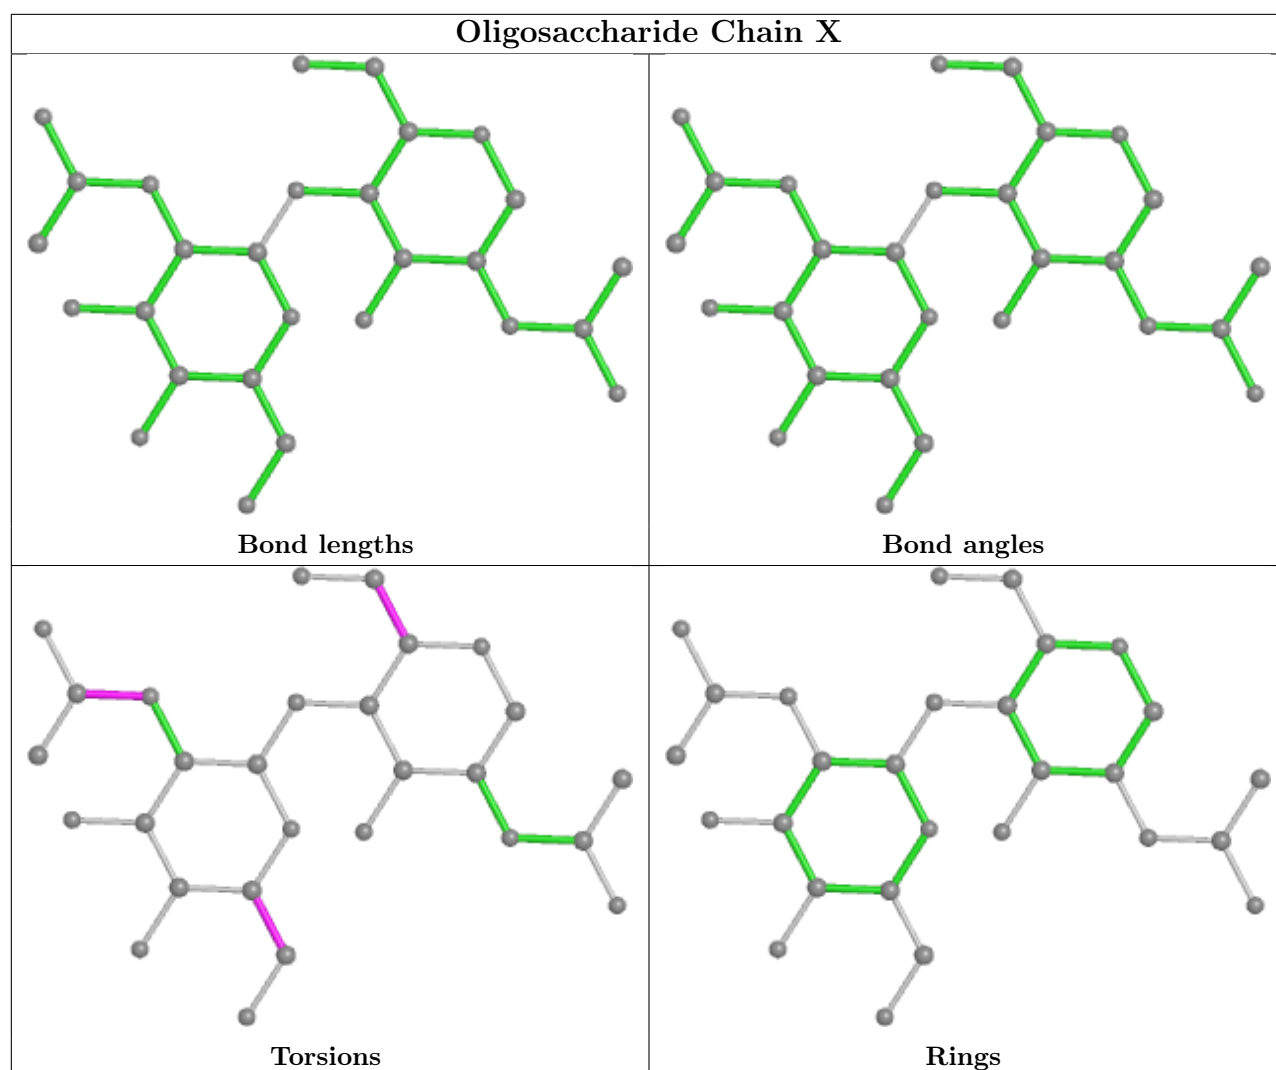 Oligosaccharide Chain X
Bond lengths
Bond angles
Torsions
Rings